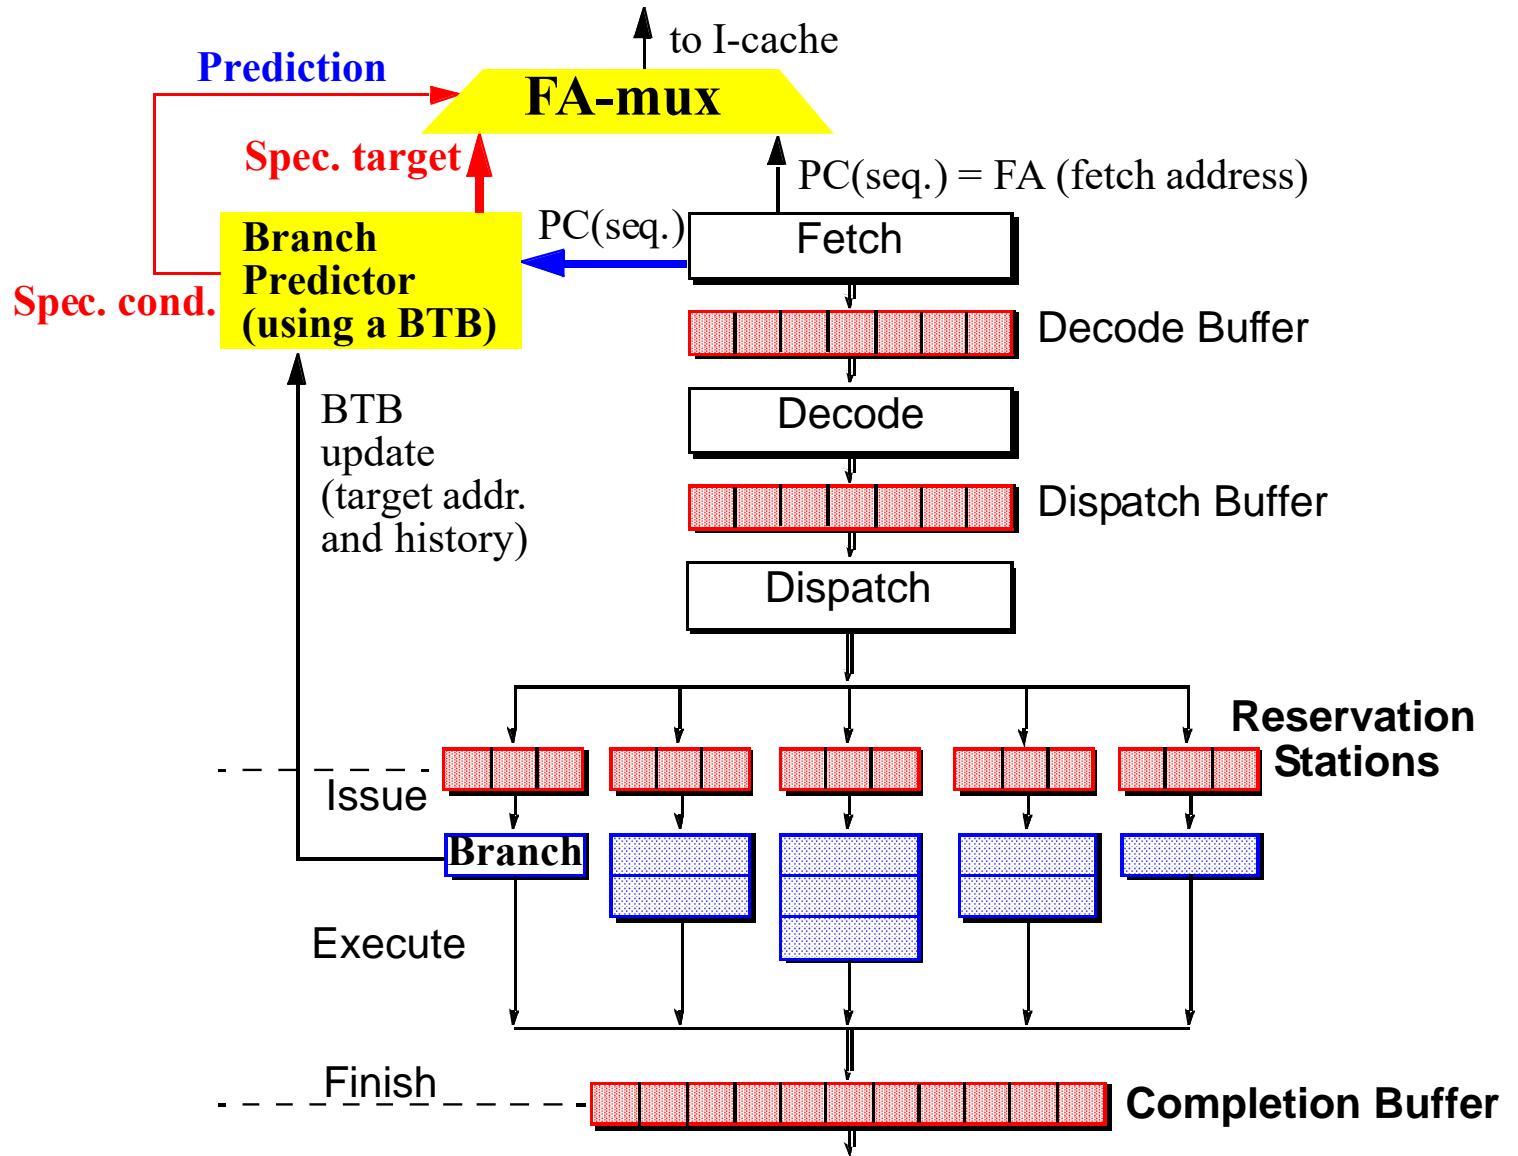 to I-cache
Prediction
FA-mux
Spec. target
PC(seq.) = FA (fetch address)
PC(seq.)
Fetch
Branch
Predictor
(using a BTB)
Spec. cond.
Decode Buffer
Decode
BTB
update
(target addr.
and history)
Dispatch Buffer
Dispatch
Reservation
Stations
Issue
Branch
Execute
Finish
Completion Buffer